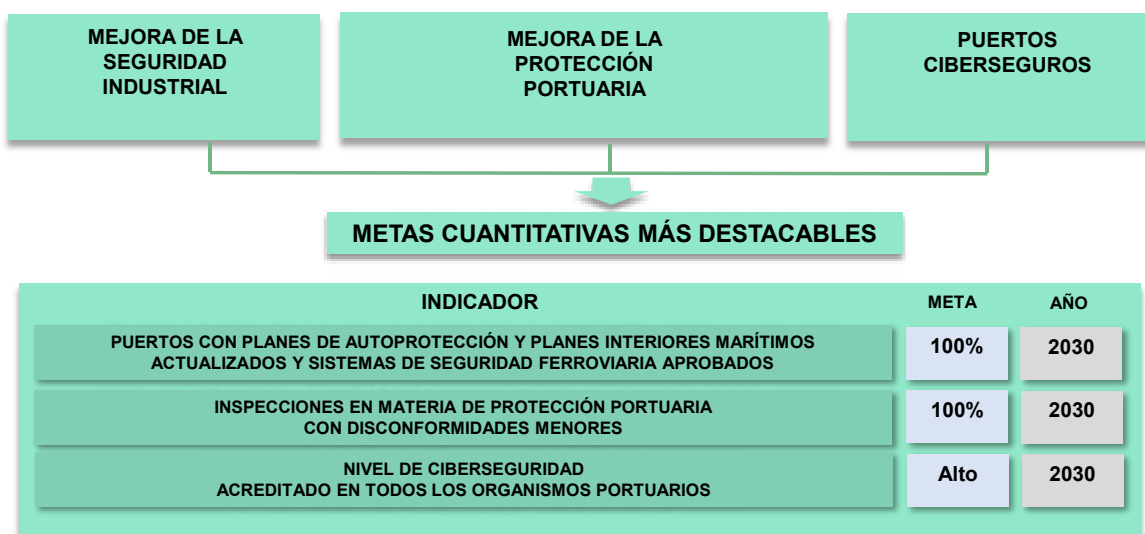 MEJORA DE LA
SEGURIDAD
INDUSTRIAL
MEJORA DE LA
PROTECCIÓN
PORTUARIA
PUERTOS
CIBERSEGUROS
METAS CUANTITATIVAS MÁS DESTACABLES
INDICADOR META AÑO
PUERTOS CON PLANES DE AUTOPROTECCIÓN Y PLANES INTERIORES MARÍTIMOS
ACTUALIZADOS Y SISTEMAS DE SEGURIDAD FERROVIARIA APROBADOS
100% 2030
INSPECCIONES EN MATERIA DE PROTECCIÓN PORTUARIA
CON DISCONFORMIDADES MENORES
100% 2030
NIVEL DE CIBERSEGURIDAD
ACREDITADO EN TODOS LOS ORGANISMOS PORTUARIOS
Alto 2030